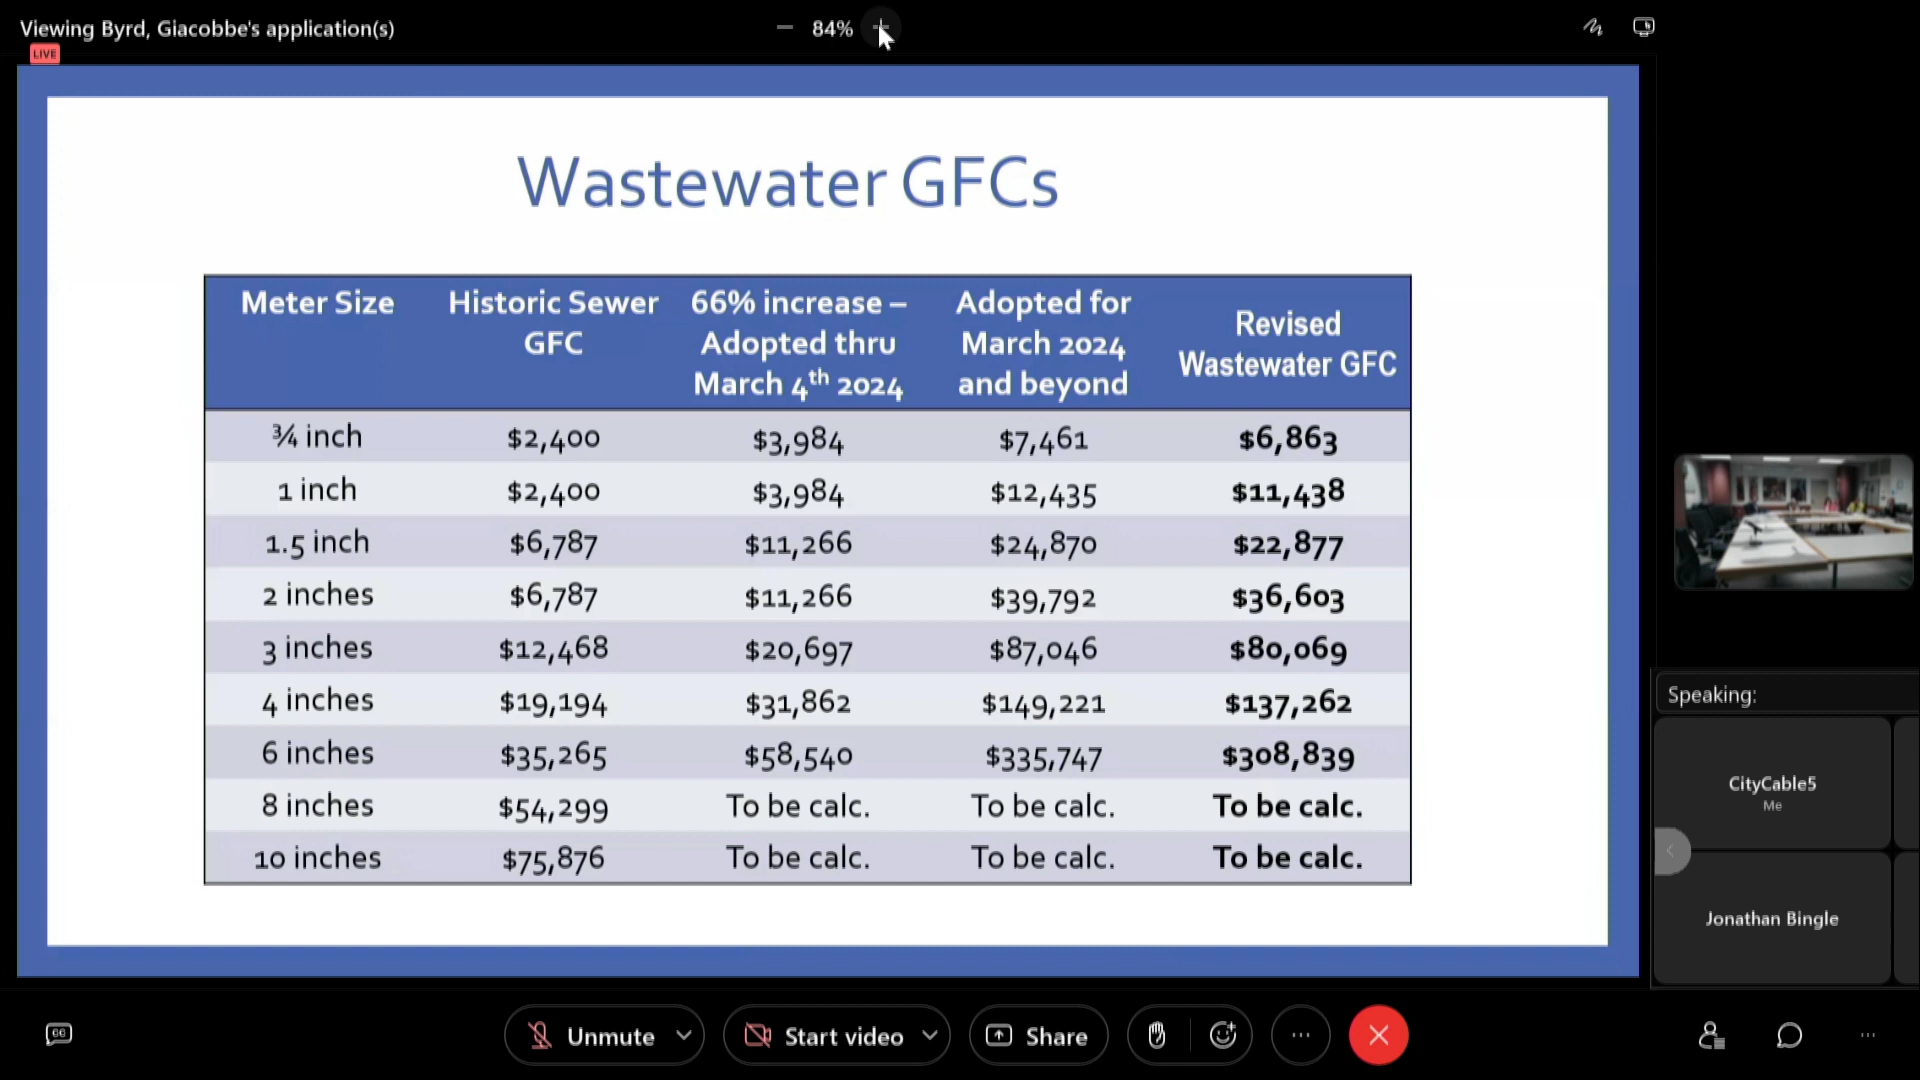 Viewing Byrd, Giacobbe's application(s)
84%
LIVE
Wastewater GFCs
Meter Size
Historic Sewer
GFC
66% increase –
Adopted thru
March 4th 2024
Adopted for
March 2024
and beyond
Revised
Wastewater GFC
¾ inch $2,400 $3,984 $7,461 $6,863
1 inch $2,400 $3,984 $12,435 $11,438
1.5 inch $6,787 $11,266 $24,870 $22,877
2 inches $6,787 $11,266 $39,792 $36,603
3 inches $12,468 $20,697 $87,046 $80,069
4 inches $19,194 $31,862 $149,221 $137,262
6 inches $35,265 $58,540 $335,747 $308,839
8 inches $54,299 To be calc. To be calc. To be calc.
10 inches $75,876 To be calc. To be calc. To be calc.
Speaking:
CityCable5
Me
Jonathan Bingle
Unmute
Start video
Share